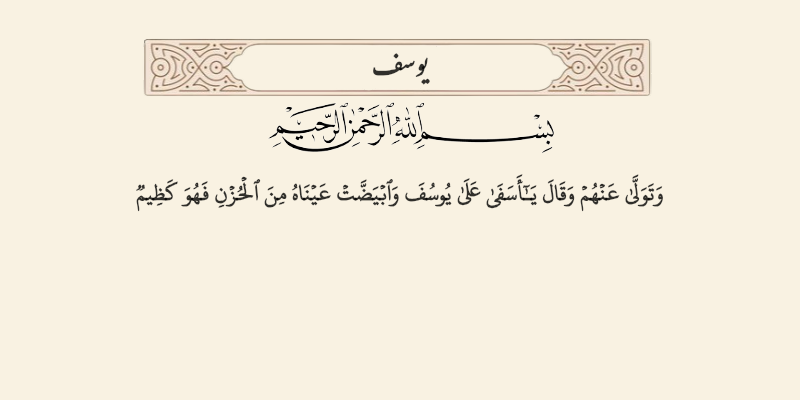 يوسف
بِسْمِ ٱللَّهِ ٱلرَّحْمَٰنِ ٱلرَّحِيمِ
وَتَوَلَّىٰ عَنْهُمْ وَقَالَ يَـٰٓأَسَفَىٰ عَلَىٰ يُوسُفَ وَٱبْيَضَّتْ عَيْنَاهُ مِنَ ٱلْحُزْنِ فَهُوَ كَظِيمٌ